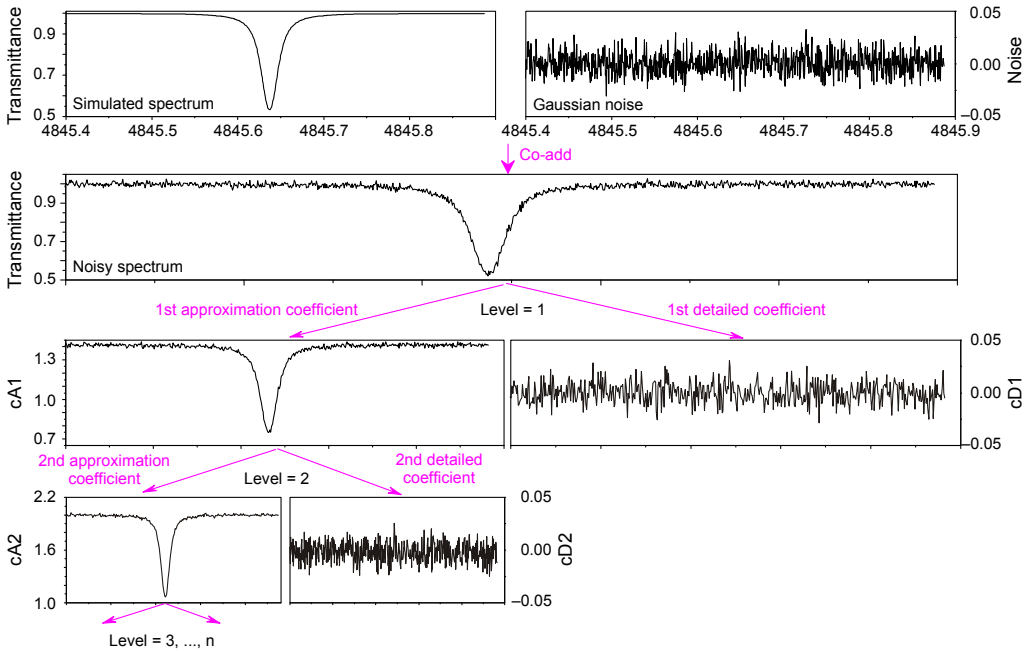 Transmittance
0.9
0.7
0.5
Simulated spectrum
4845.4
4845.6
4845.7
4845.8
Gaussian noise
0.05
0.00
−0.05
Noise
4845.4
4845.5
4845.6
4845.7
4845.8
4845.9
Co-add
Transmittance
0.9
0.7
0.5
Noisy spectrum
1st approximation coefficient
Level = 1
1st detailed coefficient
cA1
1.3
1.0
0.7
0.05
0.00
−0.05
cD1
2nd approximation
coefficient
Level = 2
2nd detailed
coefficient
cA2
2.2
1.6
1.0
0.05
0.00
−0.05
cD2
Level = 3, ..., n